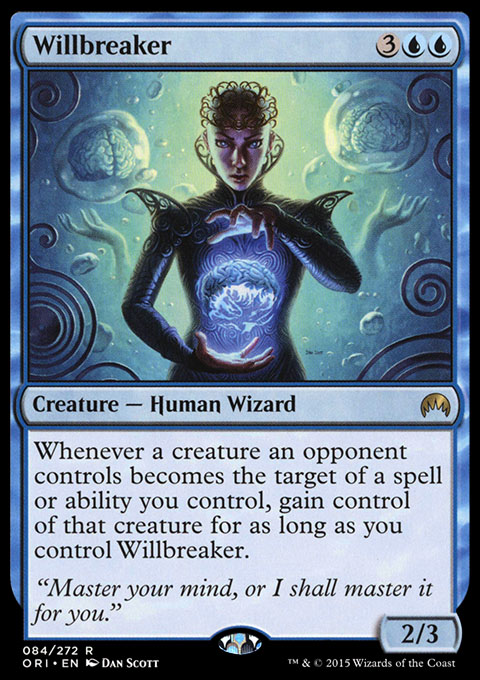 Willbreaker 3
Creature — Human Wizard
Whenever a creature an opponent
controls becomes the target of a spell
or ability you control, gain control
of that creature for as long as you
control Willbreaker.
“Master your mind, or I shall master it
for you.”
2/3
084/272 R
ORI • EN Dan Scott
™ & © 2015 Wizards of the Coast